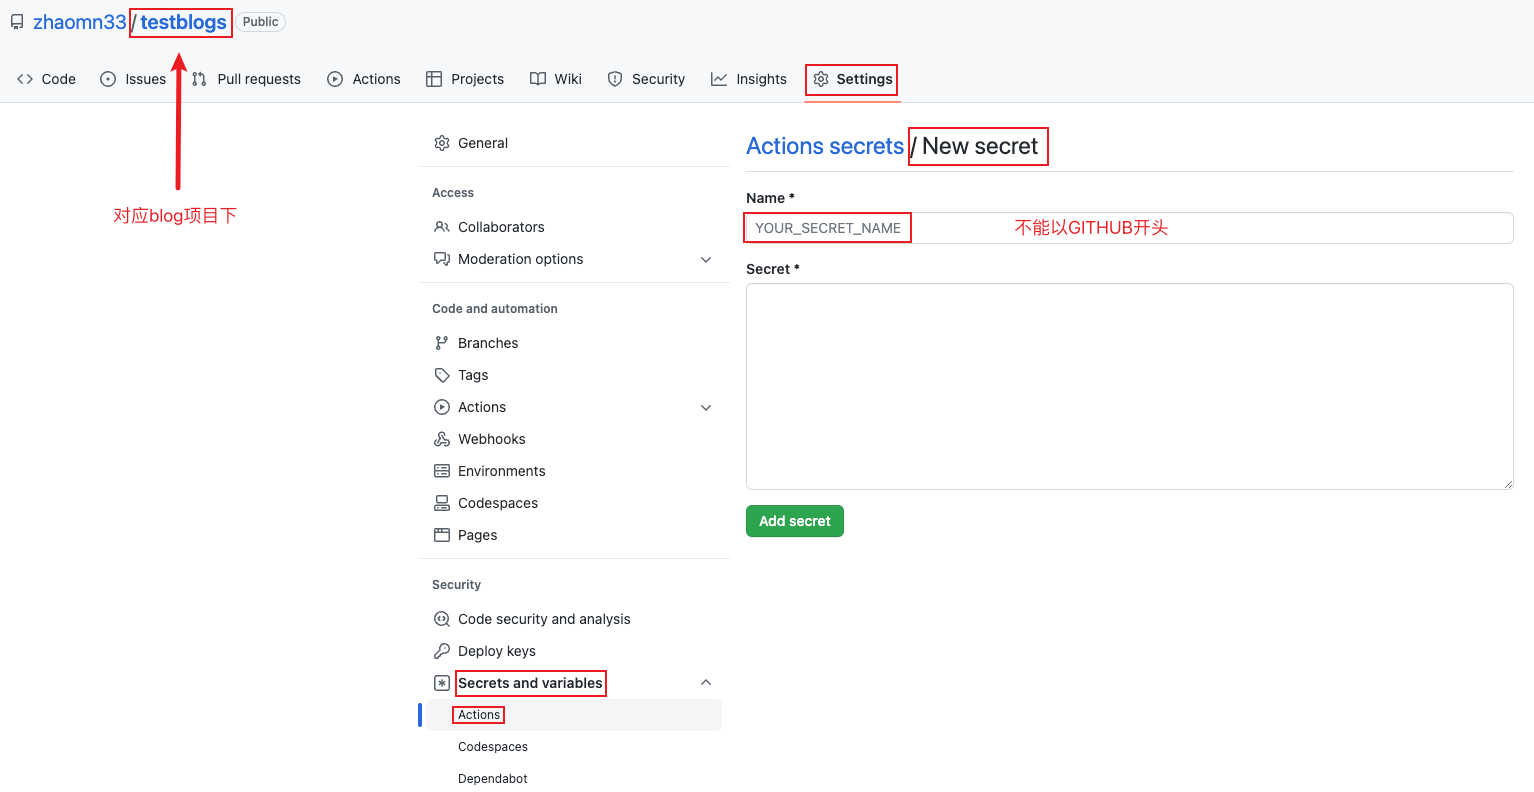 zhaomn33/testblogs Public
Code Issues Pull requests Actions Projects Wiki Security Insights Settings
对应blog项目下
General
Access
Collaborators
Moderation options
Code and automation
Branches
Tags
Actions
Webhooks
Environments
Codespaces
Pages
Security
Code security and analysis
Deploy keys
Secrets and variables
Actions
Codespaces
Dependabot
Actions secrets / New secret
Name *
YOUR_SECRET_NAME 不能以GITHUB开头
Secret *
Add secret